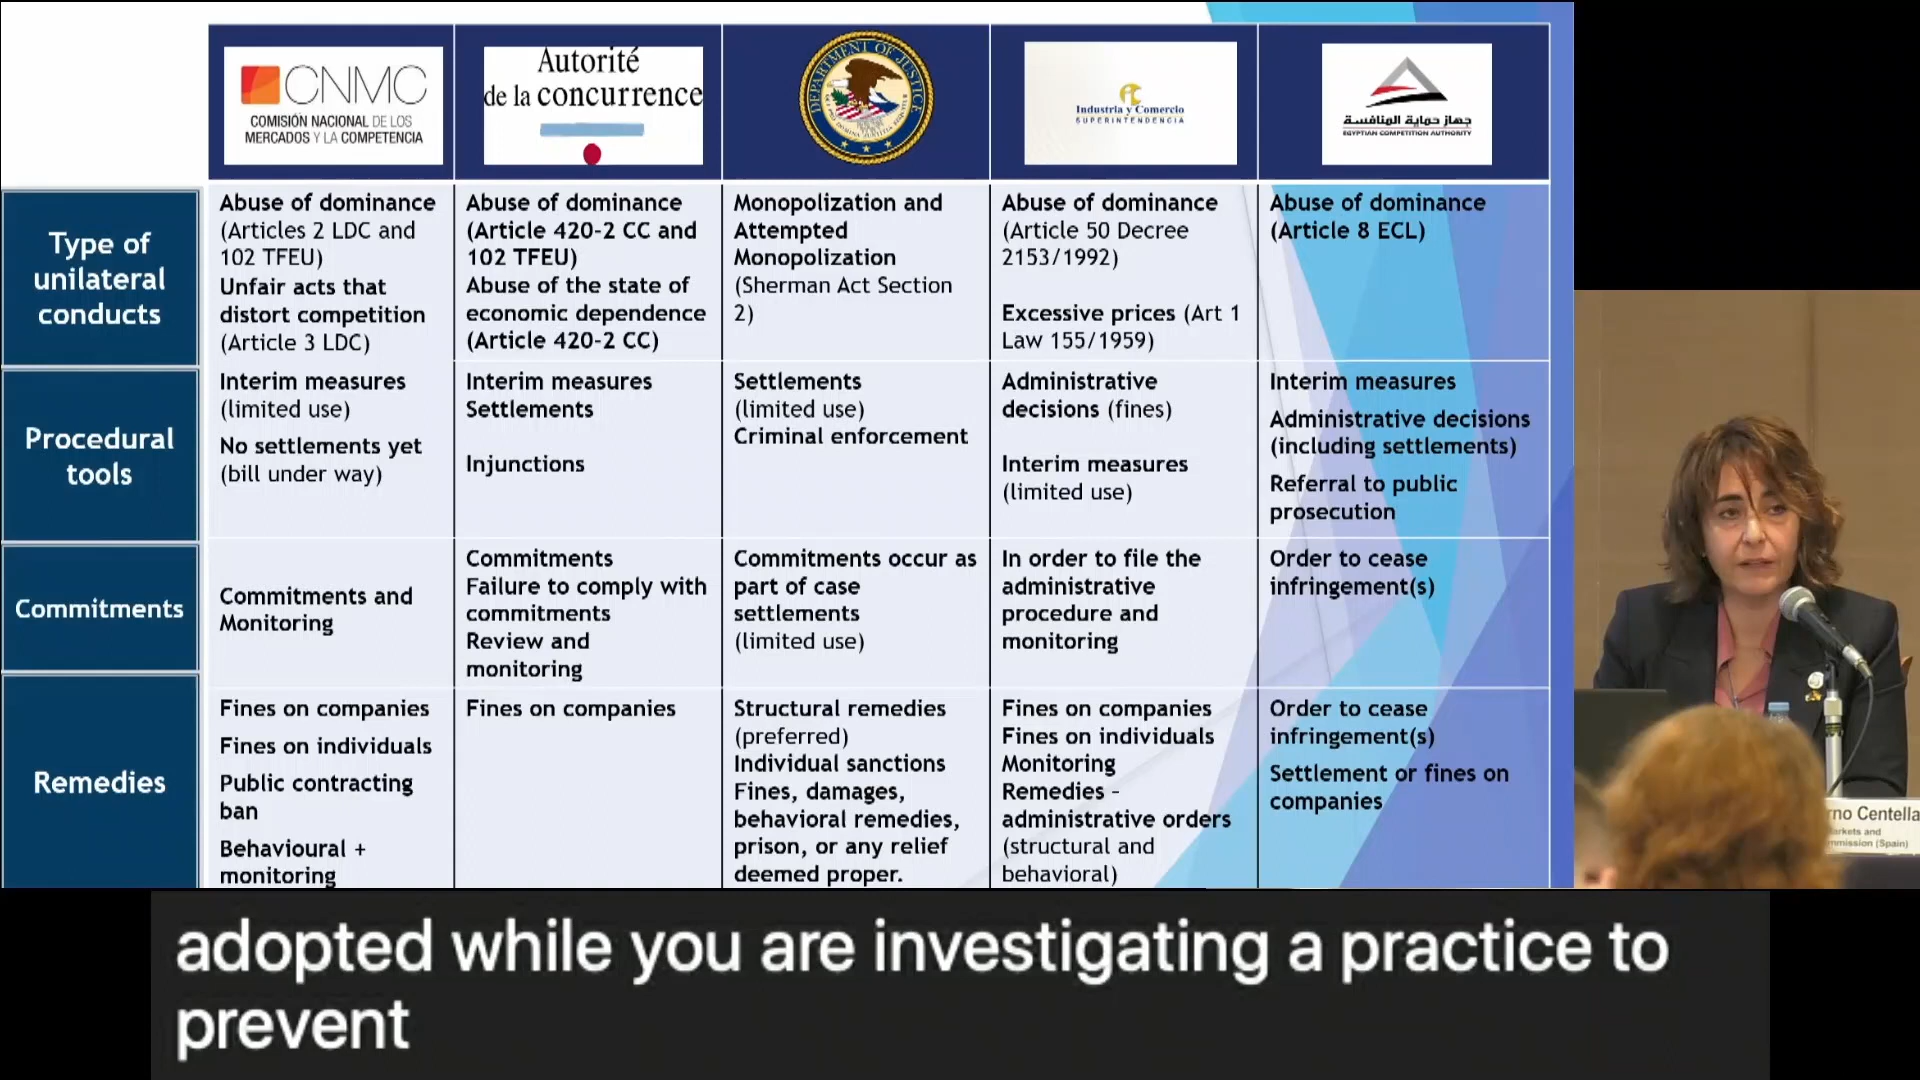 CNMC
COMISIÓN NACIONAL DE LOS
MERCADOS Y LA COMPETENCIA
Autorité
de la concurrence
DEPARTMENT OF JUSTICE
Industria y Comercio
SUPERINTENDENCIA
جهاز حماية المنافسة
EGYPTIAN COMPETITION AUTHORITY
Type of
unilateral
conducts
Abuse of dominance
(Articles 2 LDC and
102 TFEU)
Unfair acts that
distort competition
(Article 3 LDC)
Abuse of dominance
(Article 420-2 CC and
102 TFEU)
Abuse of the state of
economic dependence
(Article 420-2 CC)
Monopolization and
Attempted
Monopolization
(Sherman Act Section
2)
Abuse of dominance
(Article 50 Decree
2153/1992)
Excessive prices (Art 1
Law 155/1959)
Abuse of dominance
(Article 8 ECL)
Procedural
tools
Interim measures
(limited use)
No settlements yet
(bill under way)
Interim measures
Settlements
Injunctions
Settlements
(limited use)
Criminal enforcement
Administrative
decisions (fines)
Interim measures
(limited use)
Interim measures
Administrative decisions
(including settlements)
Referral to public
prosecution
Commitments
Commitments and
Monitoring
Commitments
Failure to comply with
commitments
Review and
monitoring
Commitments occur as
part of case
settlements
(limited use)
In order to file the
administrative
procedure and
monitoring
Order to cease
infringement(s)
Remedies
Fines on companies
Fines on individuals
Public contracting
ban
Behavioural +
monitoring
Fines on companies
Structural remedies
(preferred)
Individual sanctions
Fines, damages,
behavioral remedies,
prison, or any relief
deemed proper.
Fines on companies
Fines on individuals
Monitoring
Remedies –
administrative orders
(structural and
behavioral)
Order to cease
infringement(s)
Settlement or fines on
companies
rno Centella
arkets and
mmission (Spain)
adopted while you are investigating a practice to
prevent